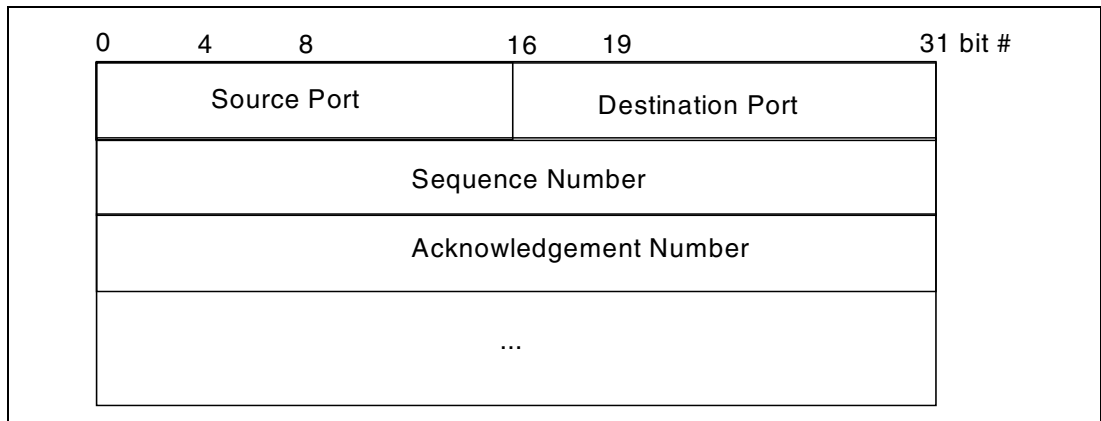 0 4 8 16 19 31 bit #
Source Port Destination Port
Sequence Number
Acknowledgement Number
...